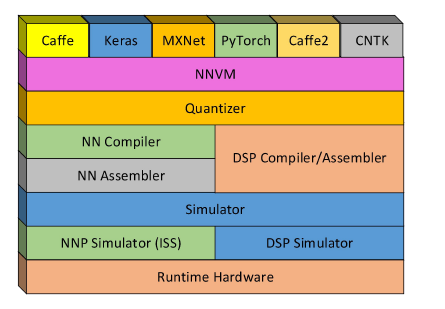 Caffe Keras MXNet PyTorch Caffe2 CNTK
NNVM
Quantizer
NN Compiler
DSP Compiler/Assembler
NN Assembler
Simulator
NNP Simulator (ISS) DSP Simulator
Runtime Hardware